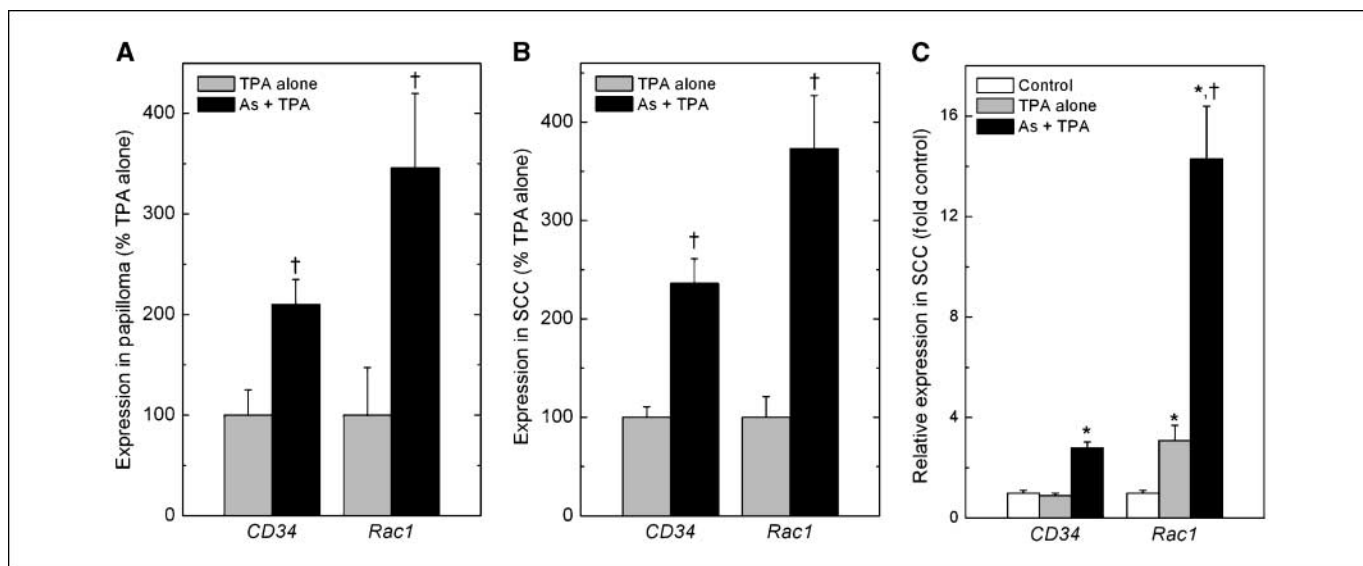 A
TPA alone
As + TPA
Expression in papilloma (% TPA alone)
400
300
200
100
0
†
†
CD34
Rac1
B
TPA alone
As + TPA
Expression in SCC (% TPA alone)
400
300
200
100
0
†
†
CD34
Rac1
C
Control
TPA alone
As + TPA
Relative expression in SCC (fold control)
16
12
8
4
0
*
*
*,†
CD34
Rac1